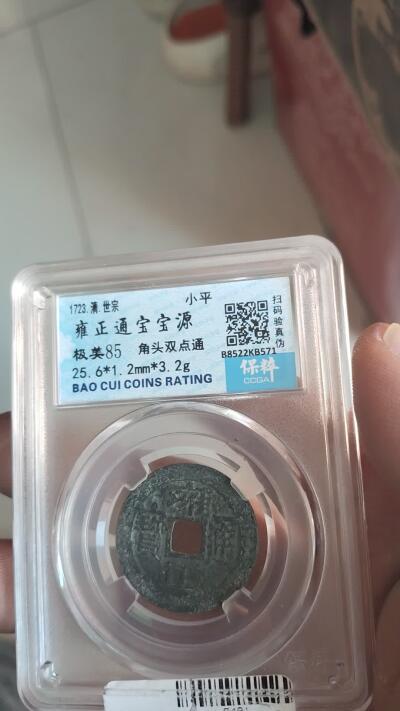 1723.清.世宗
小平
雍正通宝宝源
极美85 角头双点通
25.6*1.2mm*3.2g
BAO CUI COINS RATING
B8522KB571
扫码验真伪
保粹
CCGA